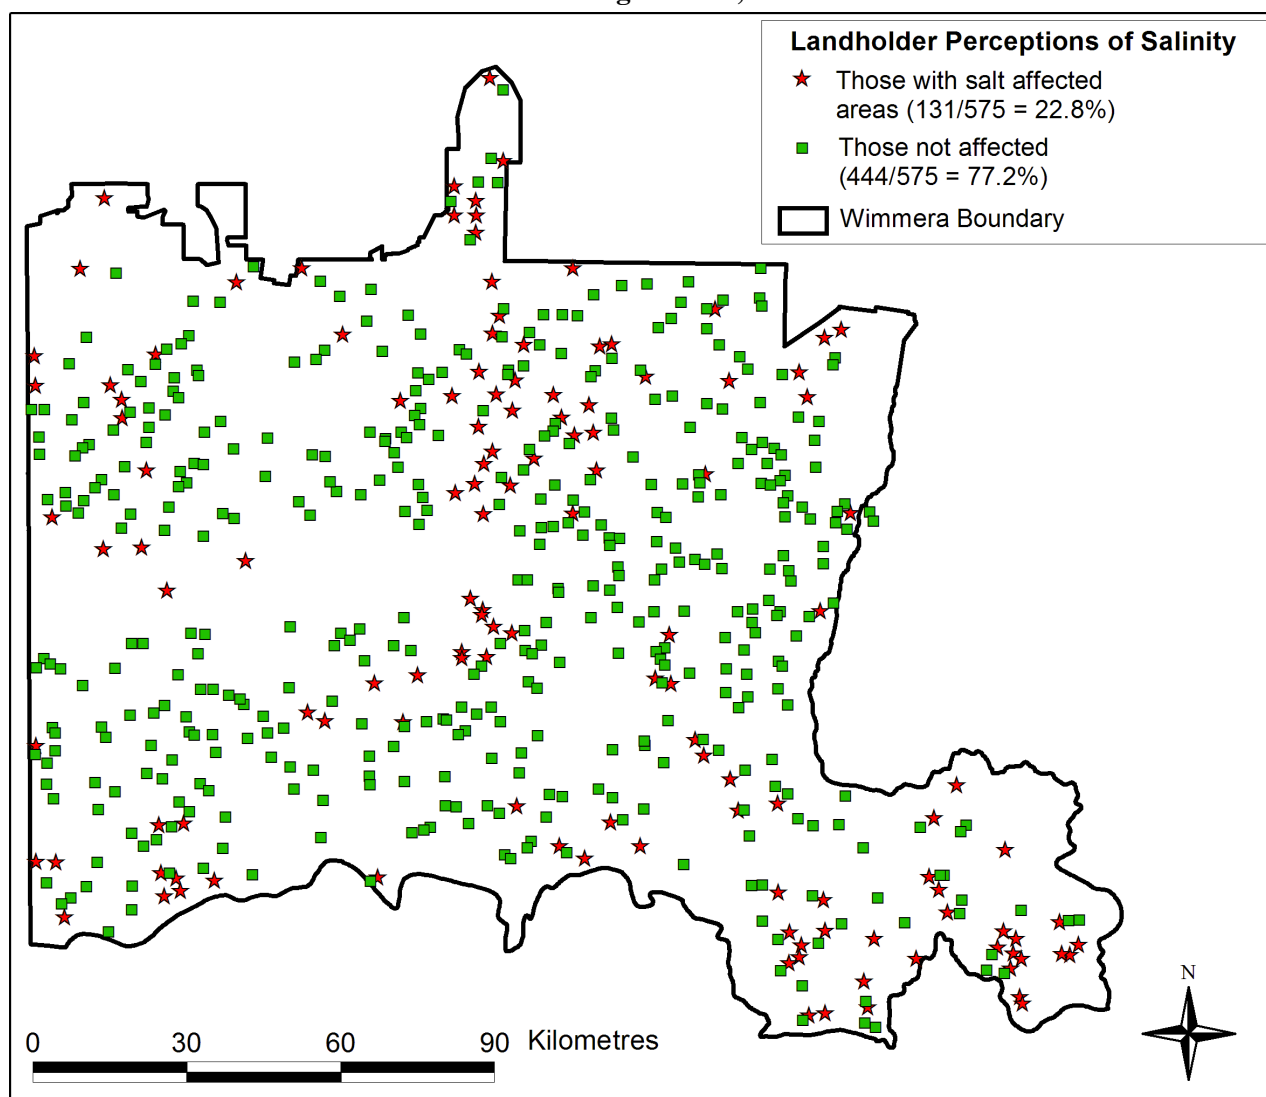 Landholder Perceptions of Salinity
Those with salt affected
areas (131/575 = 22.8%)
Those not affected
(444/575 = 77.2%)
Wimmera Boundary
N
0 30 60 90 Kilometres